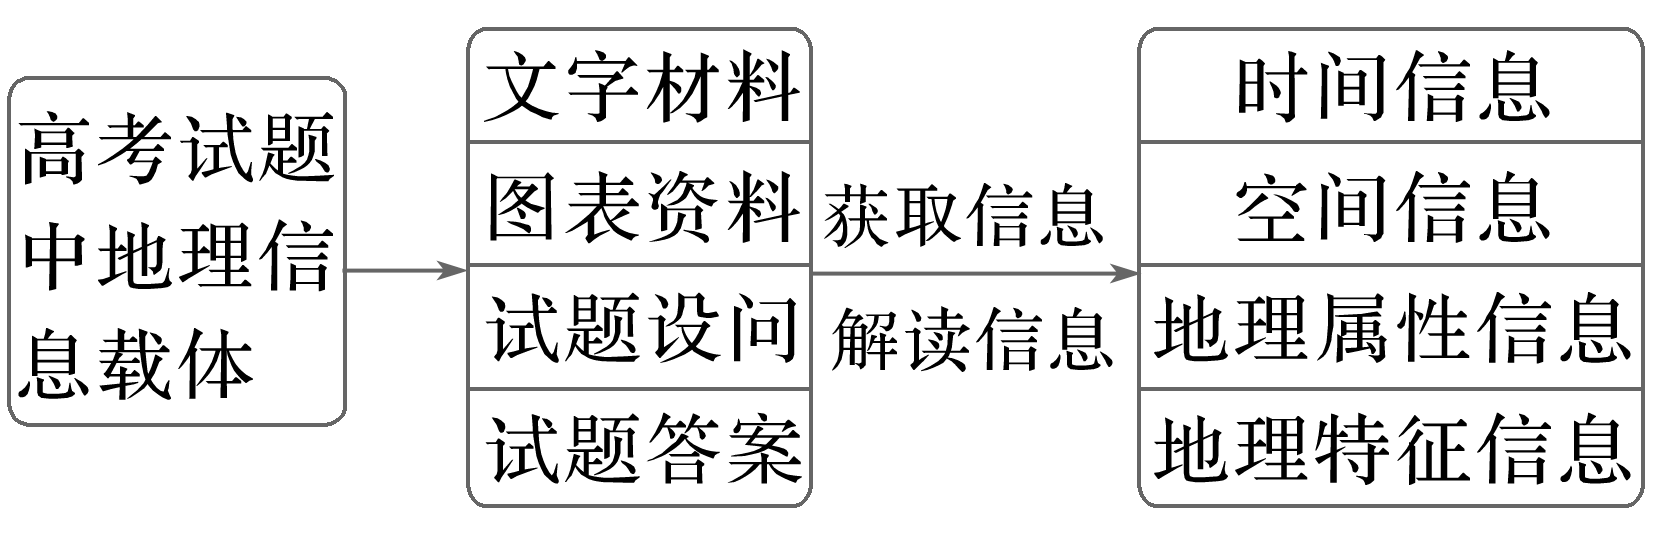 高考试题
中地理信
息载体
文字材料
图表资料
试题设问
试题答案
获取信息
解读信息
时间信息
空间信息
地理属性信息
地理特征信息